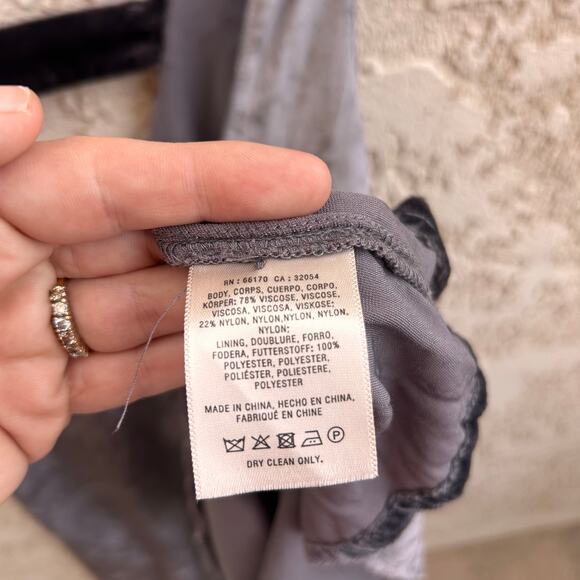 RN : 66170 CA : 32054
BODY, CORPS, CUERPO, CORPO,
KÖRPER: 78% VISCOSE, VISCOSE,
VISCOSA, VISCOSA, VISKOSE:
22% NYLON, NYLON,NYLON, NYLON,
NYLON;
LINING, DOUBLURE, FORRO,
FODERA, FUTTERSTOFF: 100%
POLYESTER, POLYESTER,
POLIÉSTER, POLIESTERE,
POLYESTER
MADE IN CHINA, HECHO EN CHINA,
FABRIQUÉ EN CHINE
P
DRY CLEAN ONLY.